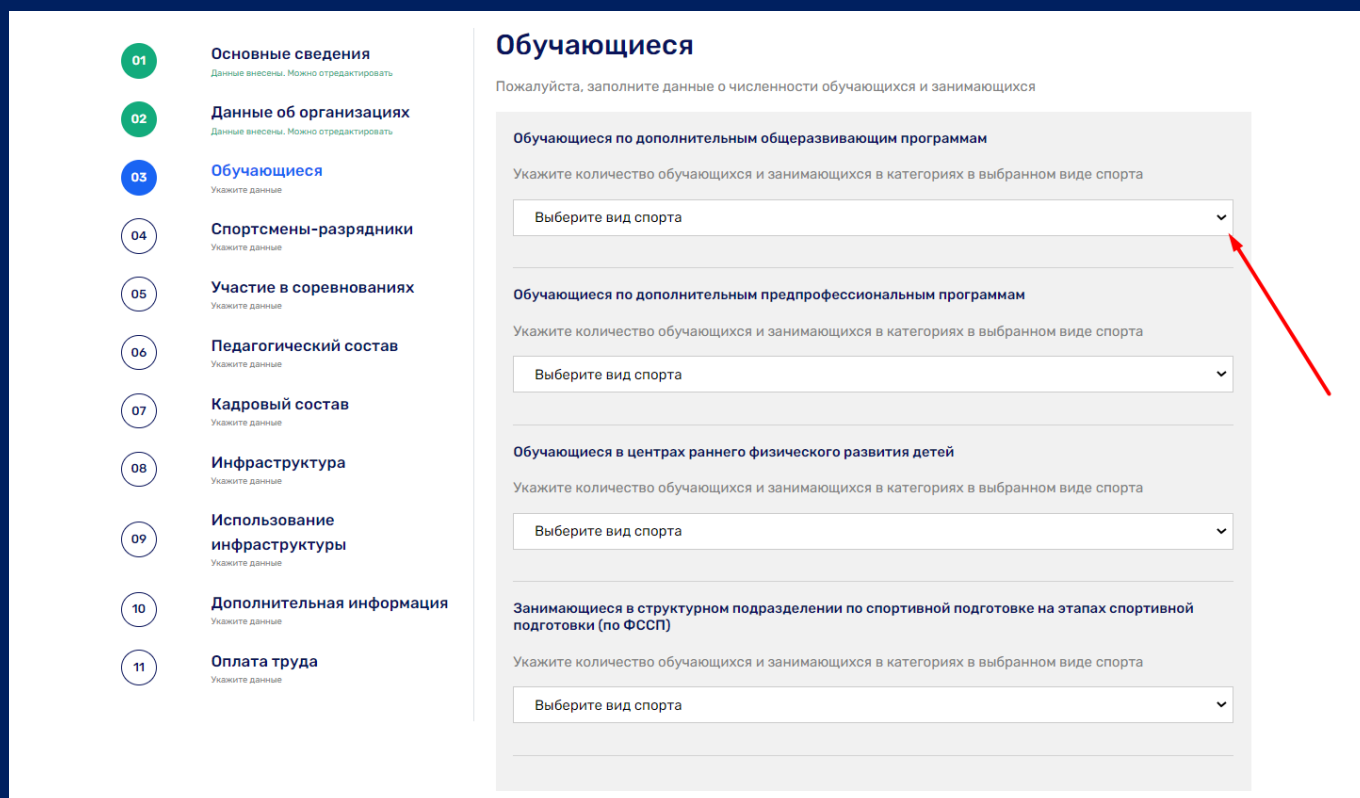 01
Основные сведения
Данные внесены. Можно отредактировать
02
Данные об организациях
Данные внесены. Можно отредактировать
03
Обучающиеся
Укажите данные
04
Спортсмены-разрядники
Укажите данные
05
Участие в соревнованиях
Укажите данные
06
Педагогический состав
Укажите данные
07
Кадровый состав
Укажите данные
08
Инфраструктура
Укажите данные
09
Использование
инфраструктуры
Укажите данные
10
Дополнительная информация
Укажите данные
11
Оплата труда
Укажите данные
Обучающиеся
Пожалуйста, заполните данные о численности обучающихся и занимающихся
Обучающиеся по дополнительным общеразвивающим программам
Укажите количество обучающихся и занимающихся в категориях в выбранном виде спорта
Выберите вид спорта
Обучающиеся по дополнительным предпрофессиональным программам
Укажите количество обучающихся и занимающихся в категориях в выбранном виде спорта
Выберите вид спорта
Обучающиеся в центрах раннего физического развития детей
Укажите количество обучающихся и занимающихся в категориях в выбранном виде спорта
Выберите вид спорта
Занимающиеся в структурном подразделении по спортивной подготовке на этапах спортивной
подготовки (по ФССП)
Укажите количество обучающихся и занимающихся в категориях в выбранном виде спорта
Выберите вид спорта